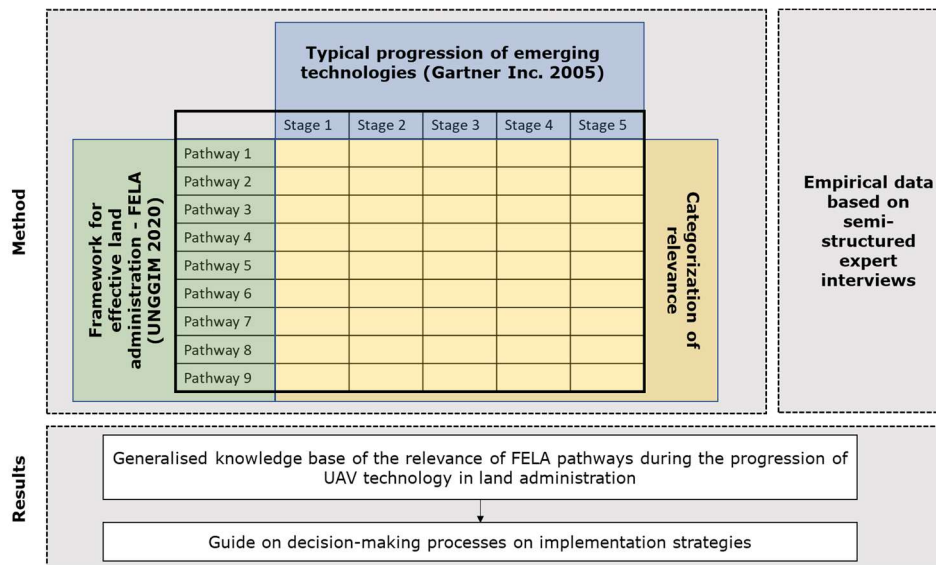 Method
Typical progression of emerging
technologies (Gartner Inc. 2005)
Stage 1 Stage 2 Stage 3 Stage 4 Stage 5
Framework for
effective land
administration – FELA
(UNGGIM 2020)
Pathway 1
Pathway 2
Pathway 3
Pathway 4
Pathway 5
Pathway 6
Pathway 7
Pathway 8
Pathway 9
Categorization of
relevance
Empirical data
based on
semi-
structured
expert
interviews
Results
Generalised knowledge base of the relevance of FELA pathways during the progression of
UAV technology in land administration
Guide on decision-making processes on implementation strategies